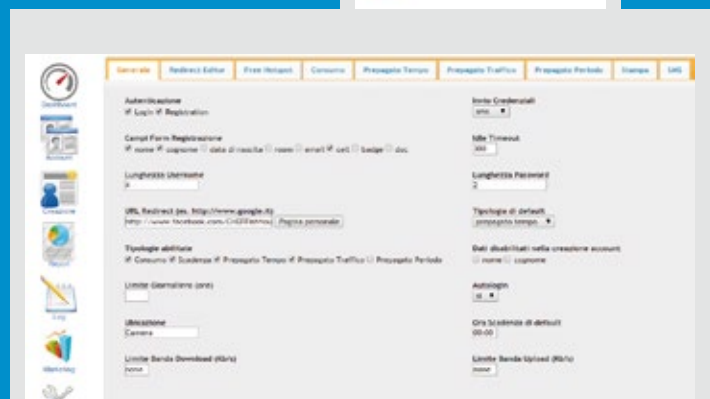 Generale Redirect Editor Free Hotspot Consumo Prepagato Tempo Prepagato Traffico Prepagato Periodo Stampa SMS
Dashboard
Account
Creazione
Report
Log
Marketing
Autenticazione
Login Registration
Campi Form Registrazione
nome cognome data di nascita room email cell badge doc
Lunghezza Username
URL Redirect (es. http://www.google.it)
Pagina personale
Tipologie abilitate
Consumo Scadenza Prepagato Tempo Prepagato Traffico Prepagato Periodo
Limite Giornaliero (ore)
Ubicazione
Camera
Limite Banda Download (Kb/s)
none
Invio Credenziali
sms
Idle Timeout
300
Lunghezza Password
Tipologia di default
prepagato tempo
Dati disabilitati nella creazione account
nome cognome
Autologin
si
Ora Scadenza di default
00:00
Limite Banda Upload (Kb/s)
none